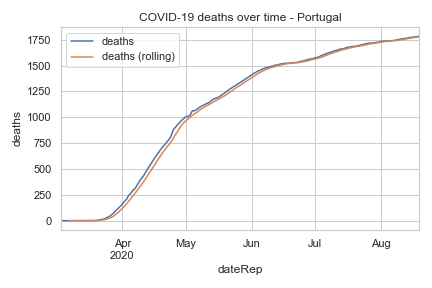 COVID-19 deaths over time - Portugal
deaths
deaths (rolling)
deaths
1750
1500
1250
1000
750
500
250
0
Apr
2020
May
Jun
Jul
Aug
dateRep